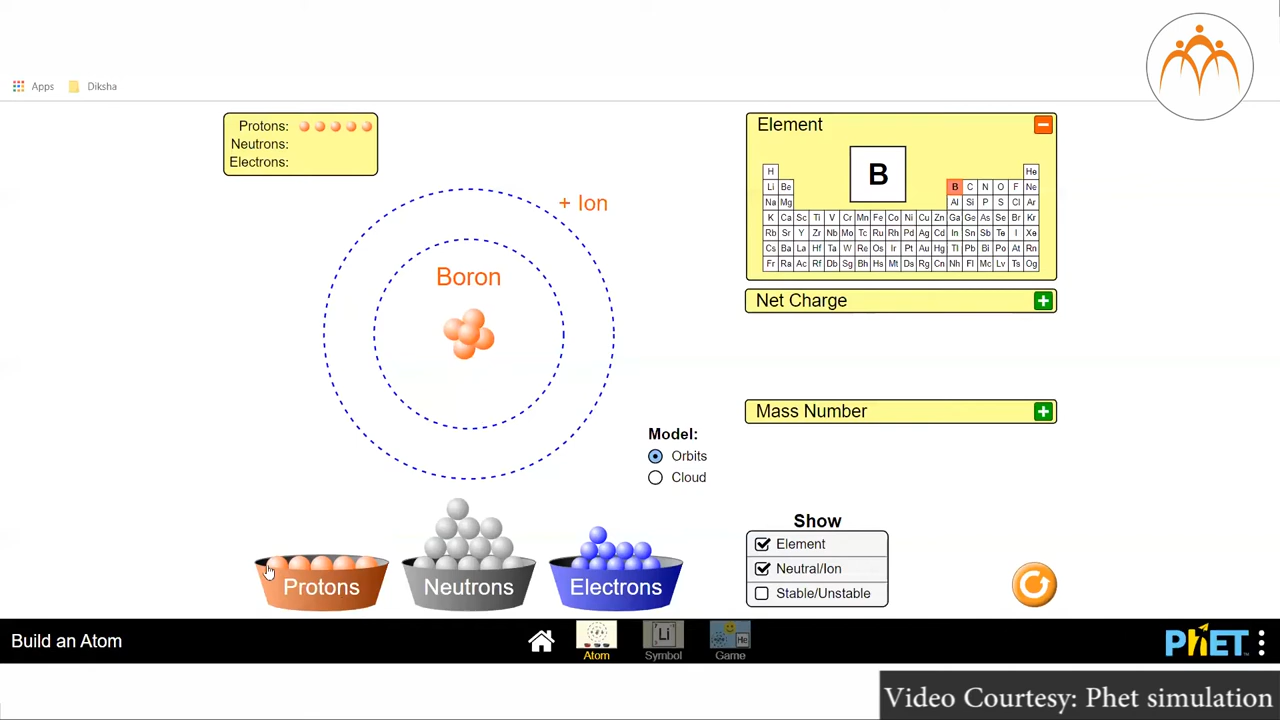 Apps Diksha
Protons:
Neutrons:
Electrons:
+ Ion
Boron
Element
B
H He
Li Be B C N O F Ne
Na Mg Al Si P S Cl Ar
K Ca Sc Ti V Cr Mn Fe Co Ni Cu Zn Ga Ge As Se Br Kr
Rb Sr Y Zr Nb Mo Tc Ru Rh Pd Ag Cd In Sn Sb Te I Xe
Cs Ba La Hf Ta W Re Os Ir Pt Au Hg Tl Pb Bi Po At Rn
Fr Ra Ac Rf Db Sg Bh Hs Mt Ds Rg Cn Nh Fl Mc Lv Ts Og
Net Charge
Mass Number
Model:
Orbits
Cloud
Protons
Neutrons
Electrons
Show
Element
Neutral/Ion
Stable/Unstable
Build an Atom
Atom
Li
Symbol
He
Game
PhET
Video Courtesy: Phet simulation